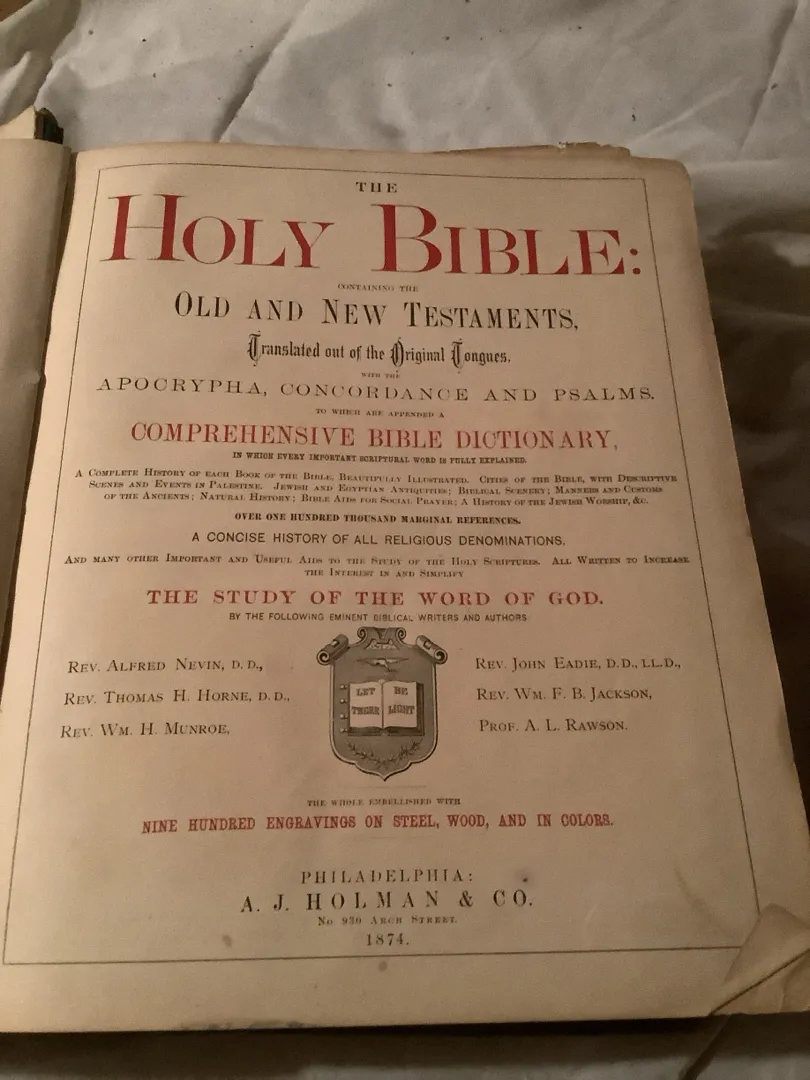 THE
HOLY BIBLE:
CONTAINING THE
OLD AND NEW TESTAMENTS,
Translated out of the Original Tongues.
WITH THE
APOCRYPHA, CONCORDANCE AND PSALMS.
TO WHICH ARE APPENDED A
COMPREHENSIVE BIBLE DICTIONARY,
IN WHICH EVERY IMPORTANT SCRIPTURAL WORD IS FULLY EXPLAINED.
A COMPLETE HISTORY OF EACH BOOK OF THE BIBLE, BEAUTIFULLY ILLUSTRATED. CITIES OF THE BIBLE, WITH DESCRIPTIVE
SCENES AND EVENTS IN PALESTINE. JEWISH AND EGYPTIAN ANTIQUITIES; BIBLICAL SCENERY; MANNERS AND CUSTOMS
OF THE ANCIENTS; NATURAL HISTORY; BIBLE AIDS FOR SOCIAL PRAYER; A HISTORY OF THE JEWISH WORSHIP, &C.
OVER ONE HUNDRED THOUSAND MARGINAL REFERENCES.
A CONCISE HISTORY OF ALL RELIGIOUS DENOMINATIONS.
AND MANY OTHER IMPORTANT AND USEFUL AIDS TO THE STUDY OF THE HOLY SCRIPTURES. ALL WRITTEN TO INCREASE
THE INTEREST IN AND SIMPLIFY
THE STUDY OF THE WORD OF GOD.
BY THE FOLLOWING EMINENT BIBLICAL WRITERS AND AUTHORS
REV. ALFRED NEVIN, D.D.,
REV. THOMAS H. HORNE, D.D.,
REV. WM. H. MUNROE,
LET BE
THERE LIGHT
REV. JOHN EADIE, D.D., LL.D.,
REV. WM. F. B. JACKSON,
PROF. A. L. RAWSON.
THE WHOLE EMBELLISHED WITH
NINE HUNDRED ENGRAVINGS ON STEEL, WOOD, AND IN COLORS.
PHILADELPHIA:
A. J. HOLMAN & CO.
No 930 ARCH STREET.
1874.